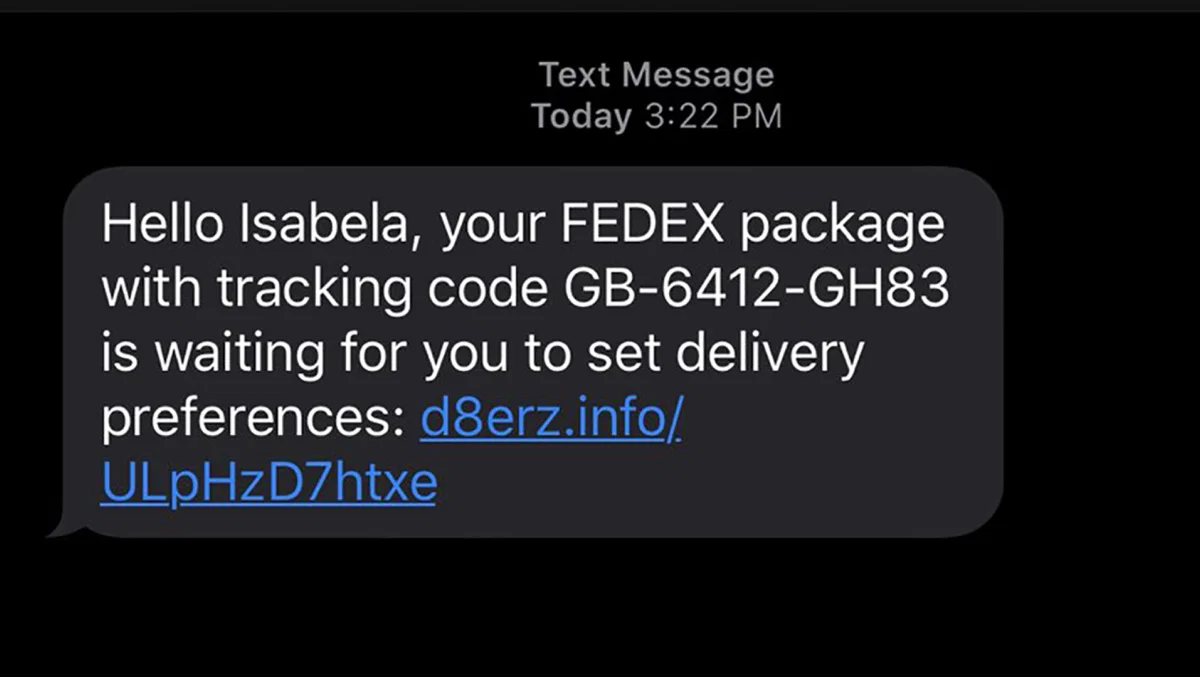 Text Message
Today 3:22 PM
Hello Isabela, your FEDEX package
with tracking code GB-6412-GH83
is waiting for you to set delivery
preferences: d8erz.info/
ULpHzD7htxe